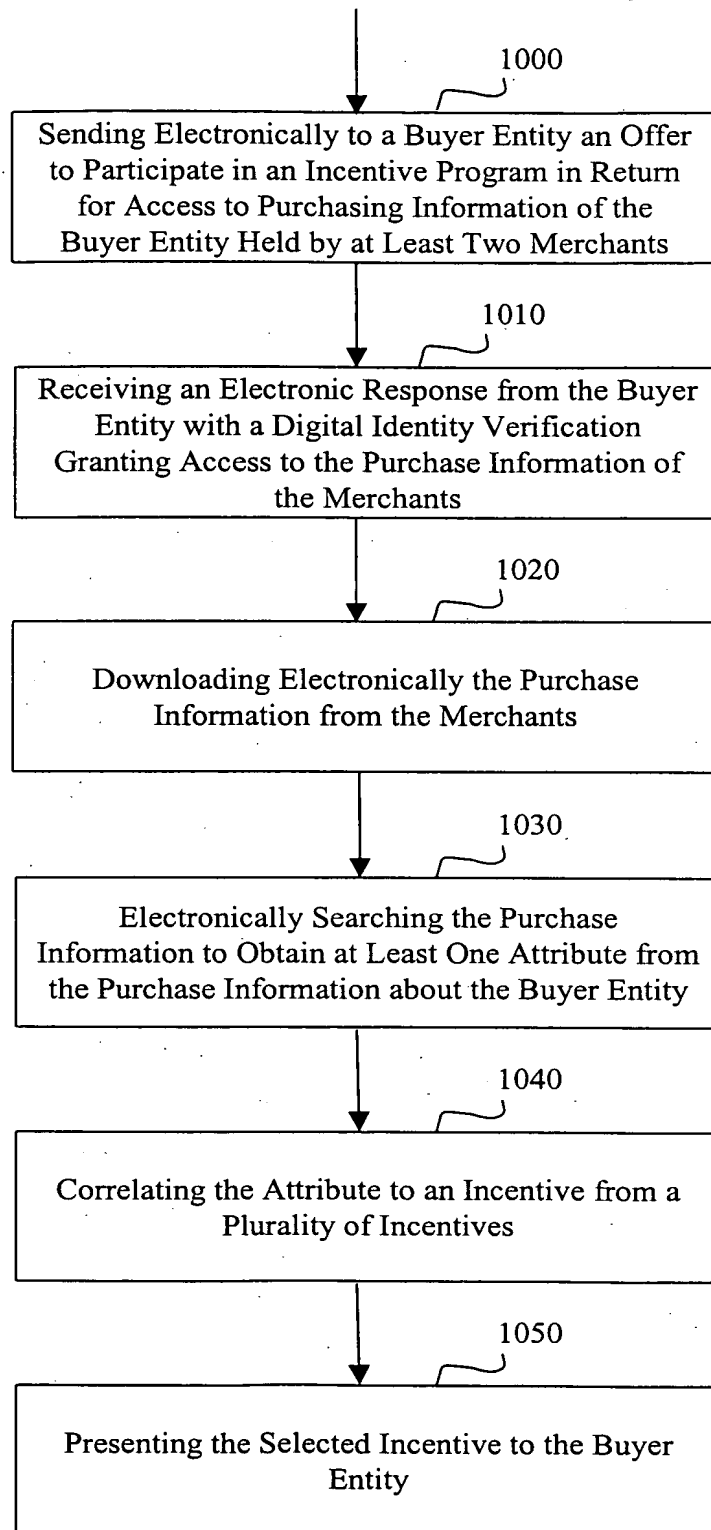 1000
Sending Electronically to a Buyer Entity an Offer
to Participate in an Incentive Program in Return
for Access to Purchasing Information of the
Buyer Entity Held by at Least Two Merchants
1010
Receiving an Electronic Response from the Buyer
Entity with a Digital Identity Verification
Granting Access to the Purchase Information of
the Merchants
1020
Downloading Electronically the Purchase
Information from the Merchants
1030
Electronically Searching the Purchase
Information to Obtain at Least One Attribute from
the Purchase Information about the Buyer Entity
1040
Correlating the Attribute to an Incentive from a
Plurality of Incentives
1050
Presenting the Selected Incentive to the Buyer
Entity